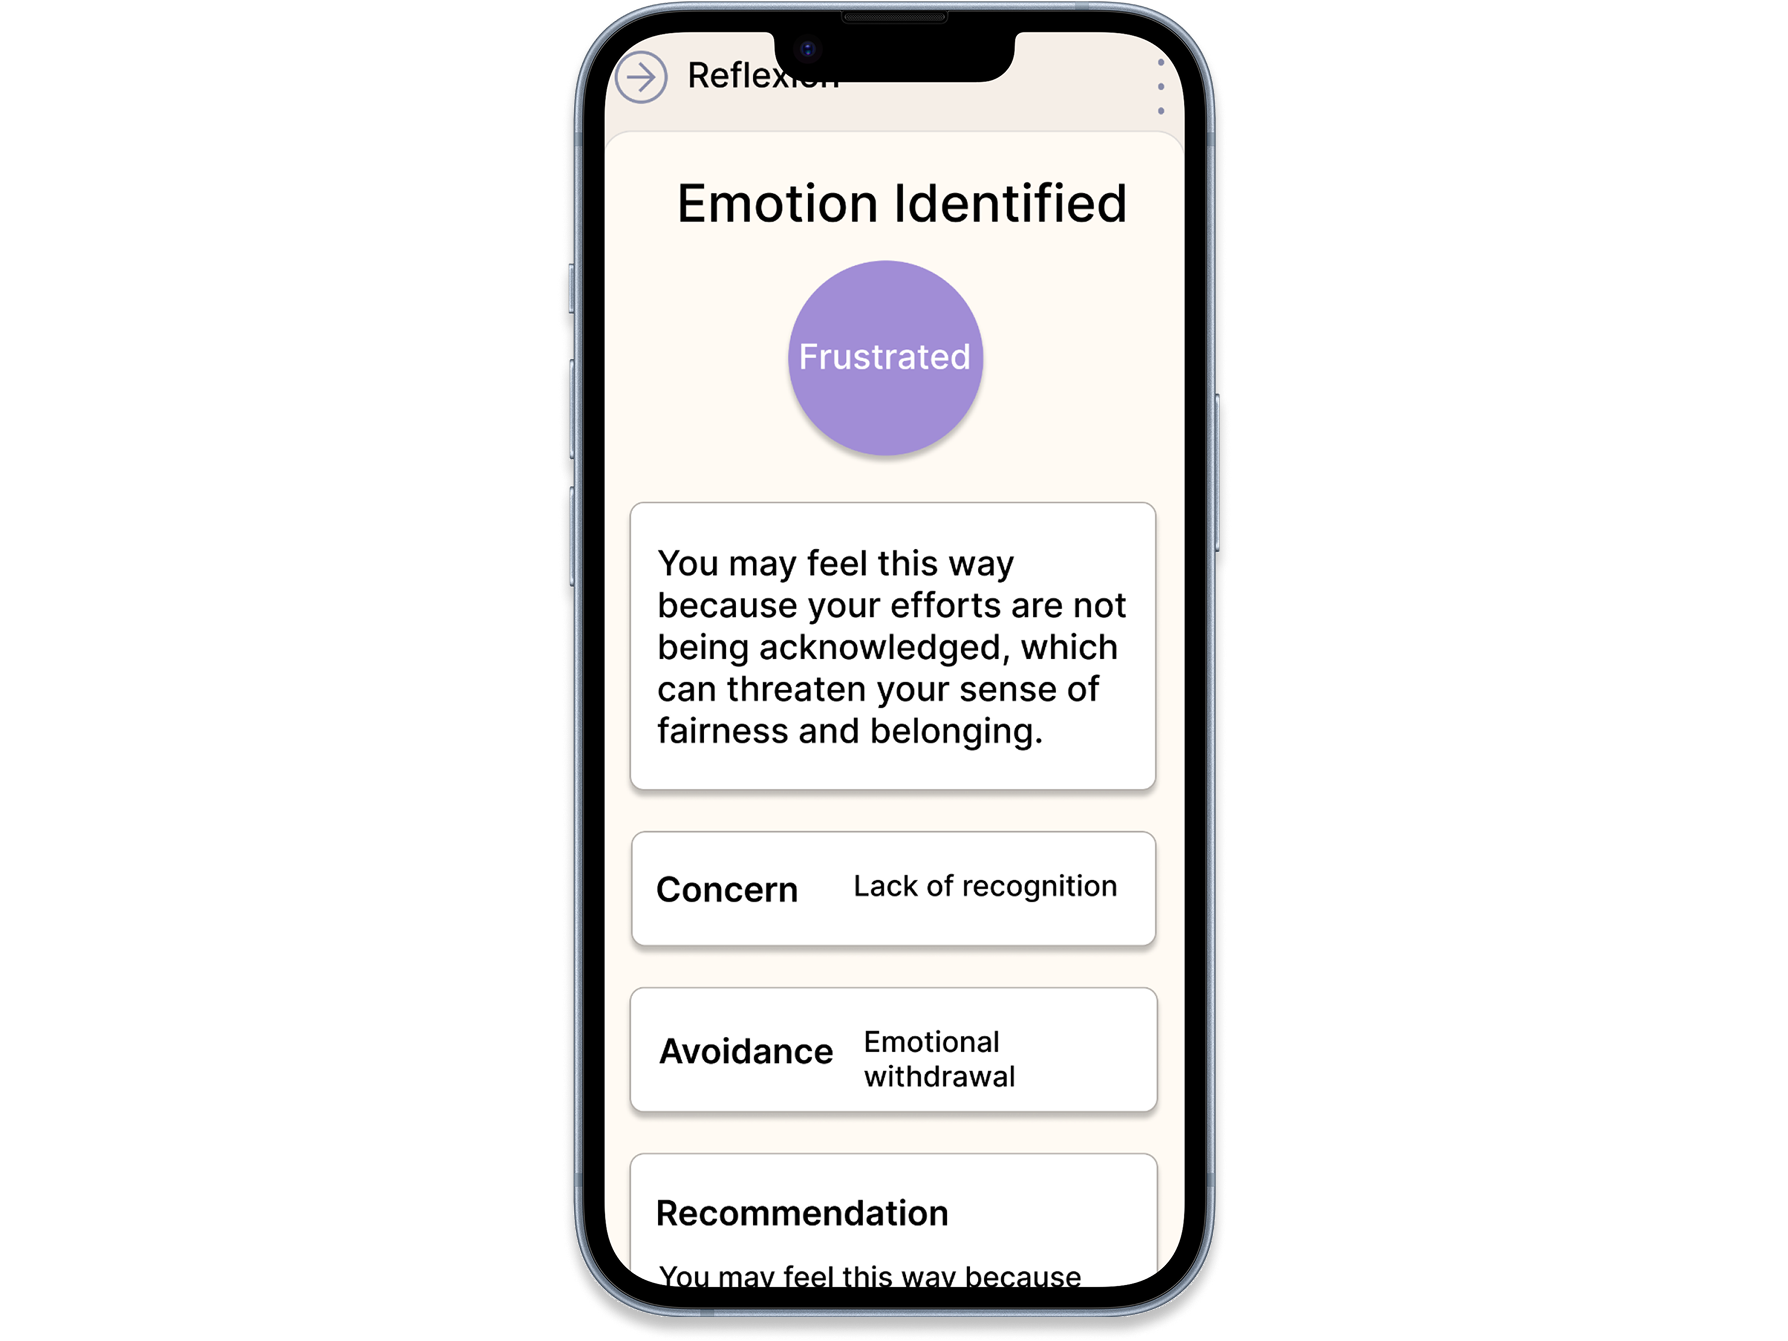 Reflexion
Emotion Identified
Frustrated
You may feel this way
because your efforts are not
being acknowledged, which
can threaten your sense of
fairness and belonging.
Concern
Lack of recognition
Avoidance
Emotional
withdrawal
Recommendation
You may feel this way because